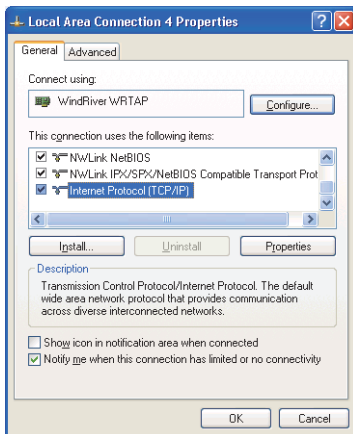 Local Area Connection 4 Properties
General Advanced
Connect using:
WindRiver WRTAP
Configure...
This connection uses the following items:
NWLink NetBIOS
NWLink IPX/SPX/NetBIOS Compatible Transport Prot
Internet Protocol (TCP/IP)
Install... Uninstall Properties
Description
Transmission Control Protocol/Internet Protocol. The default
wide area network protocol that provides communication
across diverse interconnected networks.
Show icon in notification area when connected
Notify me when this connection has limited or no connectivity
OK Cancel